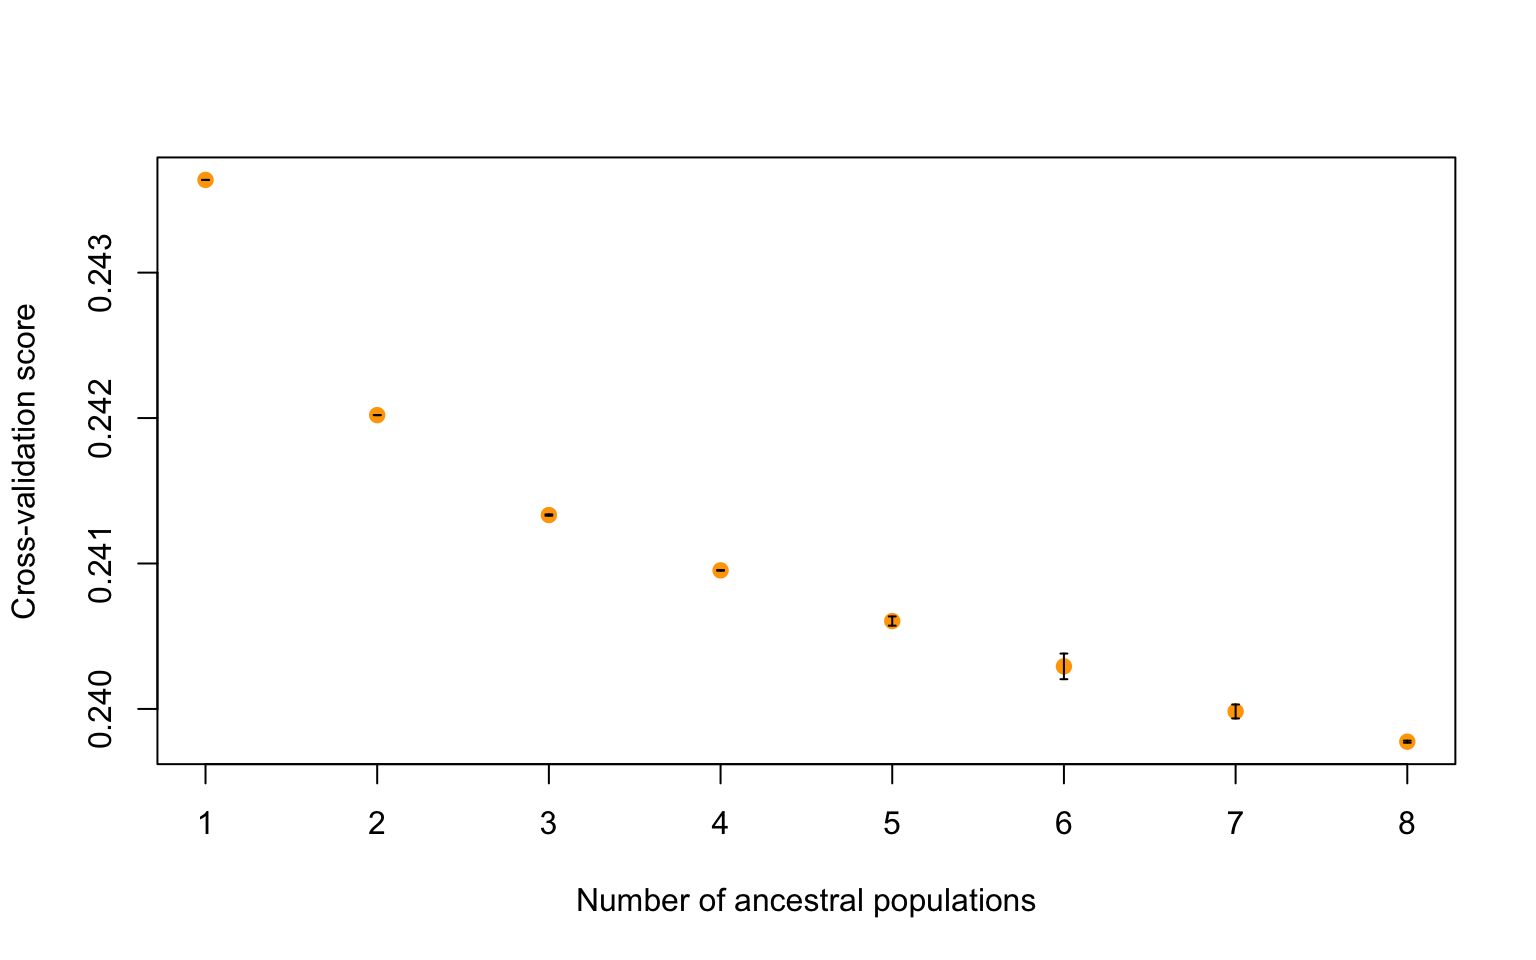 Cross-validation score
0.243
0.242
0.241
0.240
1 2 3 4 5 6 7 8
Number of ancestral populations